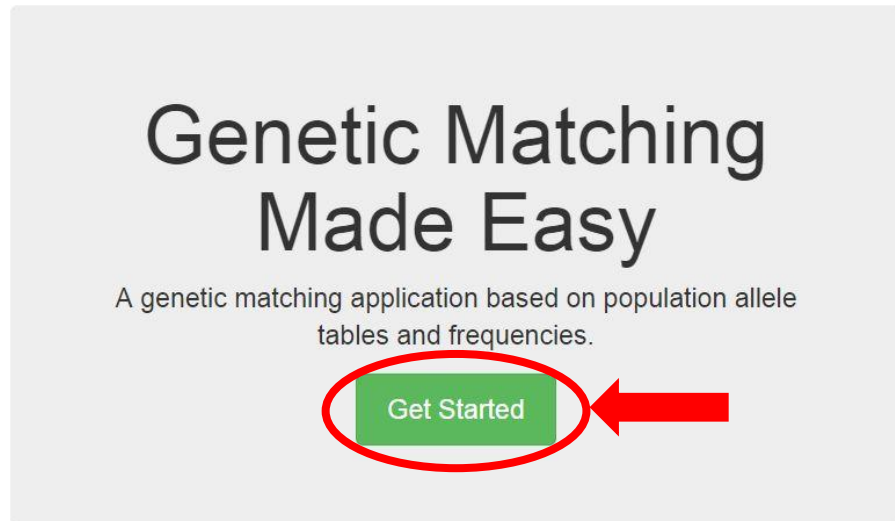 Genetic Matching
Made Easy
A genetic matching application based on population allele
tables and frequencies.
Get Started